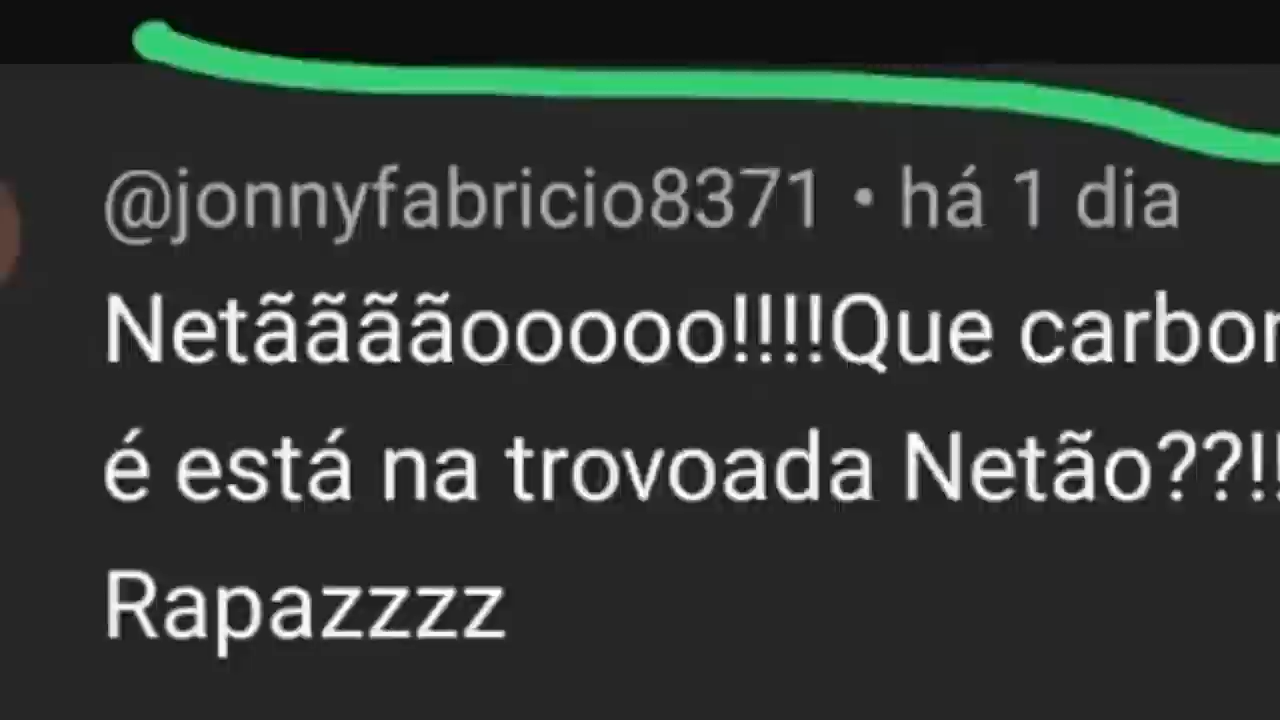 @jonnyfabricio8371 • há 1 dia
Netããããooooo!!!!Que
é está na trovoada Netão??!!
Rapazzzz